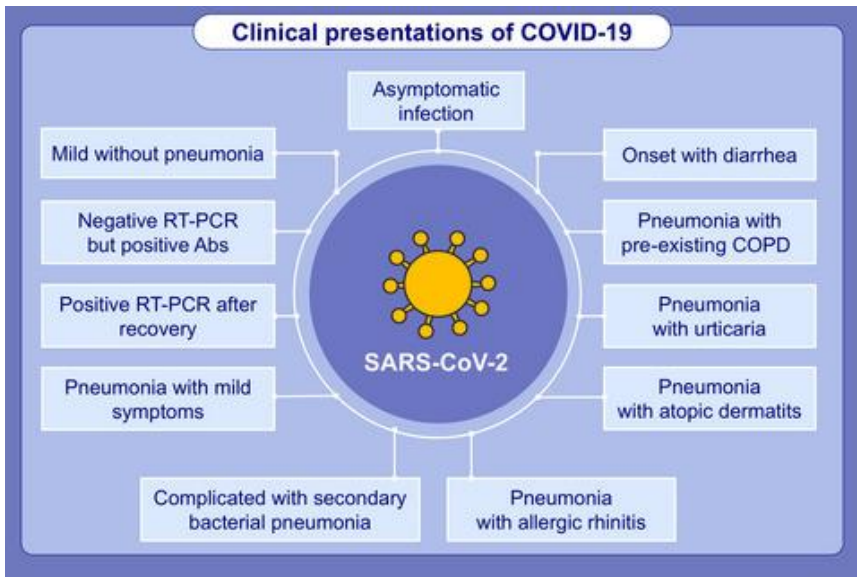 Clinical presentations of COVID-19
Asymptomatic
infection
Mild without pneumonia
Onset with diarrhea
Negative RT-PCR
but positive Abs
Pneumonia with
pre-existing COPD
Positive RT-PCR after
recovery
Pneumonia
with urticaria
SARS-CoV-2
Pneumonia with mild
symptoms
Pneumonia
with atopic dermatits
Complicated with secondary
bacterial pneumonia
Pneumonia
with allergic rhinitis